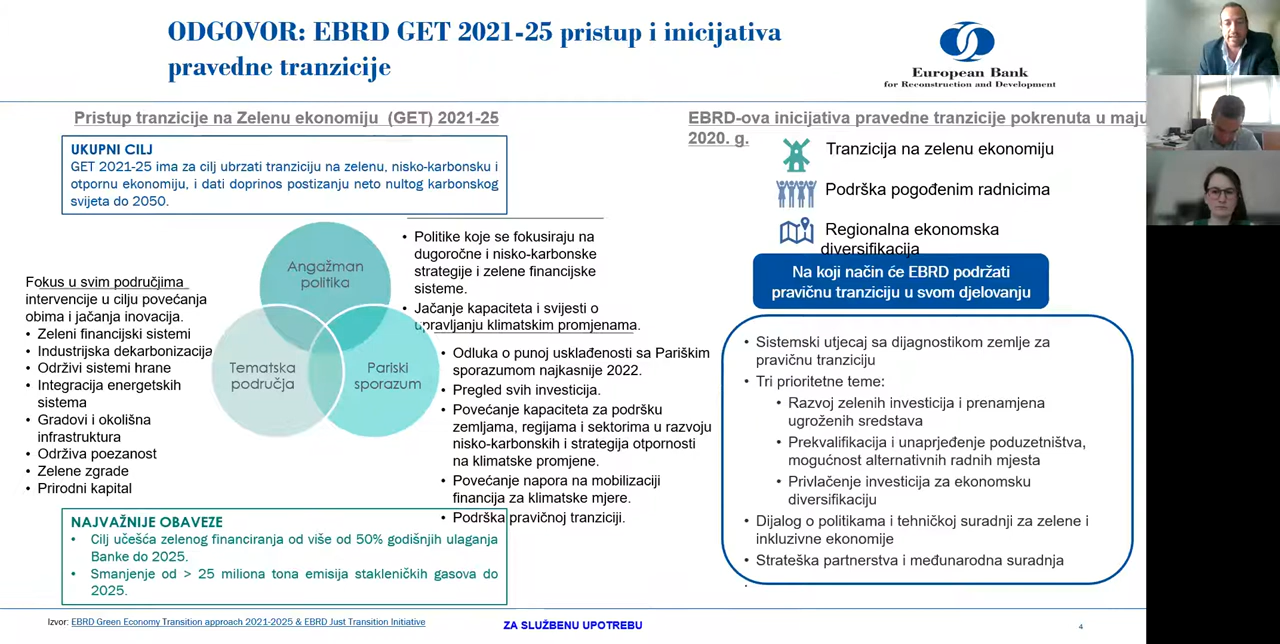 ODGOVOR: EBRD GET 2021-25 pristup i inicijativa
pravedne tranzicije
European Bank
for Reconstruction and Development
Pristup tranzicije na Zelenu ekonomiju (GET) 2021-25
UKUPNI CILJ
GET 2021-25 ima za cilj ubrzati tranziciju na zelenu, nisko-karbonsku i
otpornu ekonomiju, i dati doprinos postizanju neto nultog karbonskog
svijeta do 2050.
Angažman
politika
Tematska
područja
Pariski
sporazum
Fokus u svim područjima
intervencije u cilju povećanja
obima i jačanja inovacija.
• Zeleni financijski sistemi
• Industrijska dekarbonizacija
• Održivi sistemi hrane
• Integracija energetskih
sistema
• Gradovi i okolišna
infrastruktura
• Održiva poezanost
• Zelene zgrade
• Prirodni kapital
• Politike koje se fokusiraju na
dugoročne i nisko-karbonske
strategije i zelene financijske
sisteme.
• Jačanje kapaciteta i svijesti o
upravljanju klimatskim promjenama.
• Odluka o punoj usklađenosti sa Pariškim
sporazumom najkasnije 2022.
• Pregled svih investicija.
• Povećanje kapaciteta za podršku
zemljama, regijama i sektorima u razvoju
nisko-karbonskih i strategija otpornosti
na klimatske promjene.
• Povećanje napora na mobilizaciji
financija za klimatske mjere.
• Podrška pravičnoj tranziciji.
NAJVAŽNIJE OBAVEZE
• Cilj učešća zelenog financiranja od više od 50% godišnjih ulaganja
Banke do 2025.
• Smanjenje od > 25 miliona tona emisija stakleničkih gasova do
2025.
EBRD-ova inicijativa pravedne tranzicije pokrenuta u maju
2020. g.
Tranzicija na zelenu ekonomiju
Podrška pogođenim radnicima
Regionalna ekonomska
diversifikacija
Na koji način će EBRD podržati
pravičnu tranziciju u svom djelovanju
• Sistemski utjecaj sa dijagnostikom zemlje za
pravičnu tranziciju
• Tri prioritetne teme:
• Razvoj zelenih investicija i prenamjena
ugroženih sredstava
• Prekvalifikacija i unaprjeđenje poduzetništva,
mogućnost alternativnih radnih mjesta
• Privlačenje investicija za ekonomsku
diversifikaciju
• Dijalog o politikama i tehničkoj suradnji za zelene i
inkluzivne ekonomije
• Strateška partnerstva i međunarodna suradnja
Izvor: EBRD Green Economy Transition approach 2021-2025 & EBRD Just Transition Initiative
ZA SLUŽBENU UPOTREBU
4